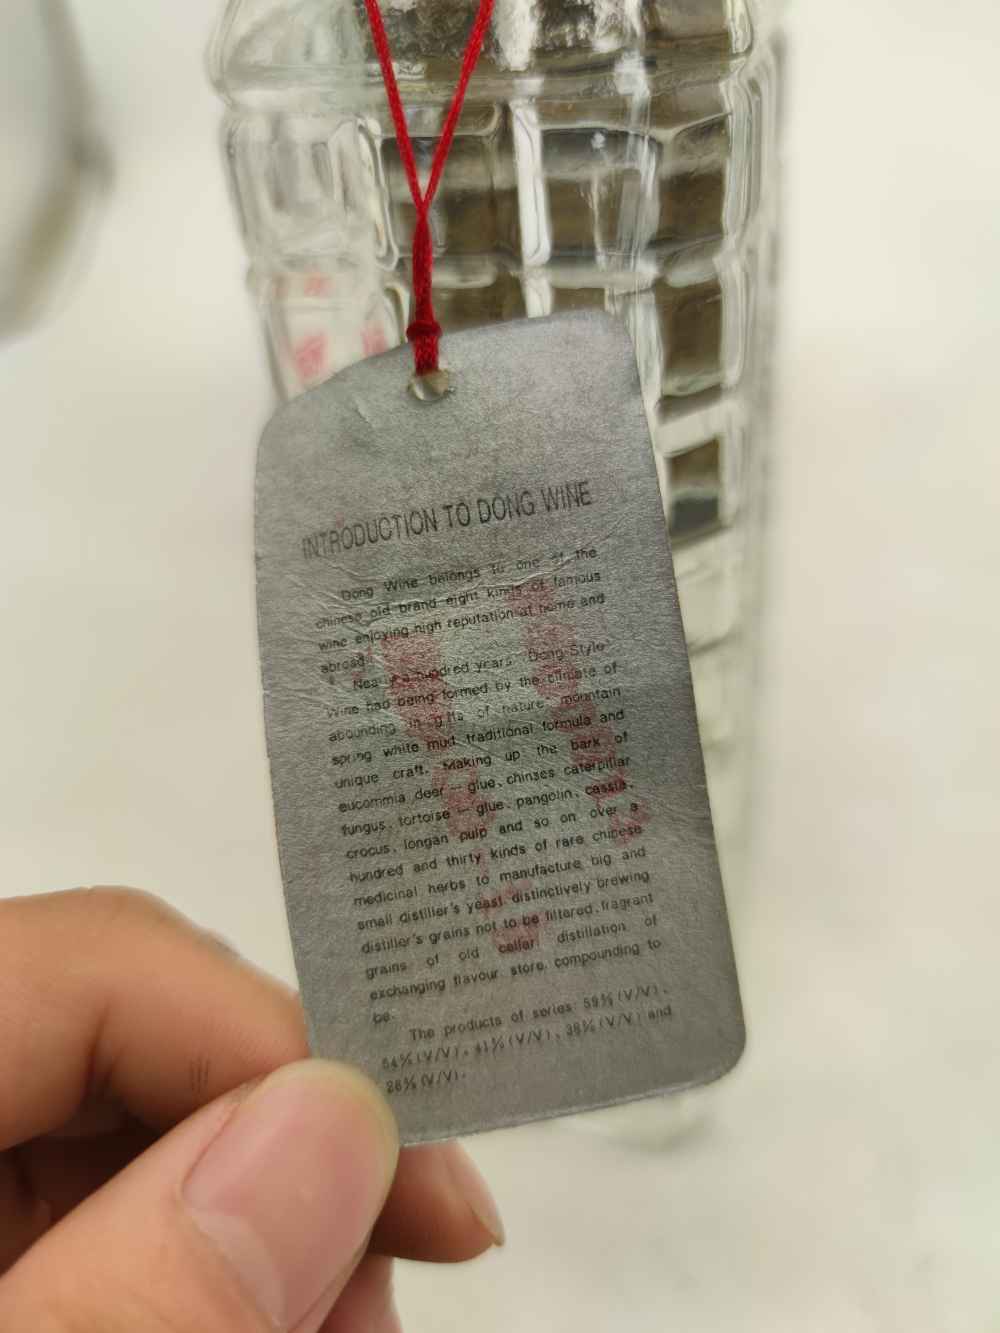 INTRODUCTION TO DONG WINE
Dong Wine belongs to one of the
chinese old brand eight kinds of famous
wine enjoying high reputation at home and
abroad.
Nearly hundred years "Dong Style"
Wine had being formed by the climate of
abounding in gifts of nature, mountain
spring white mud traditional formula and
unique craft. Making up the bark of
eucommia deer—glue, chinses caterpillar
fungus, tortoise—glue, pangolin, cassia,
crocus, longan pulp and so on over a
hundred and thirty kinds of rare chinese
medicinal herbs to manufacture big and
small distiller's yeast distinctively brewing
distiller's grains not to be filtered, fragrant
grains of old cellar distillation of
exchanging flavour store, compounding to
be.
The products of series: 59%(V/V),
54%(V/V), 41%(V/V), 38%(V/V) and
28%(V/V).